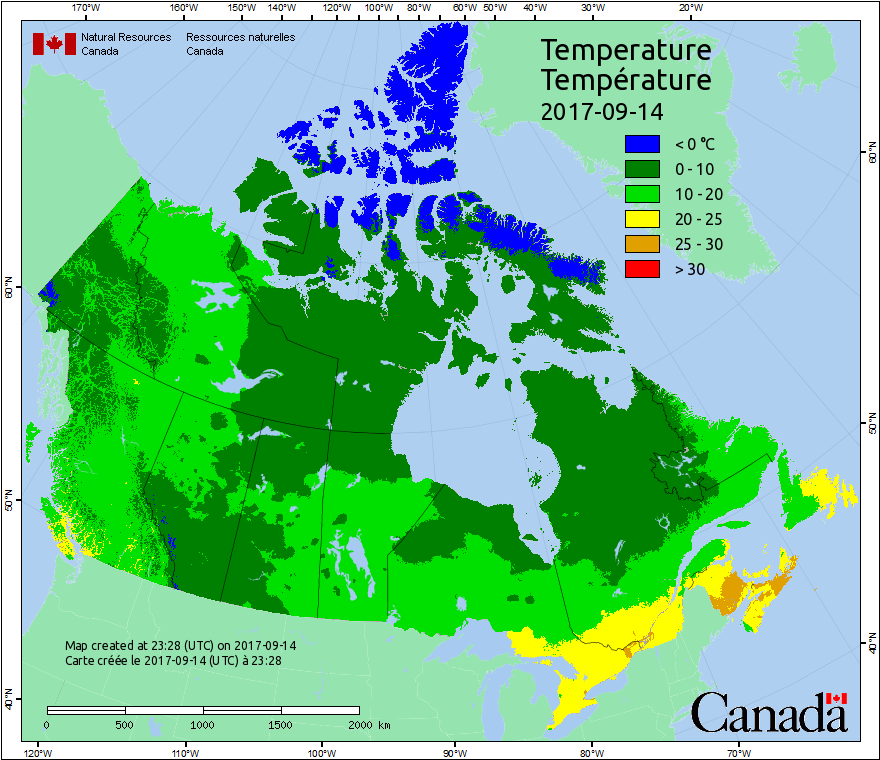 170°W 160°W 150°W 140°W 120°W 100°W 80°W 60°W 50°W 40°W 30°W 20°W
Natural Resources Ressources naturelles
Canada Canada
Temperature
Température
2017-09-14
< 0 °C
0 - 10
10 - 20
20 - 25
25 - 30
> 30
60°N
60°N
50°N
50°N
40°N
40°N
Map created at 23:28 (UTC) on 2017-09-14
Carte créée le 2017-09-14 (UTC) à 23:28
0 500 1000 1500 2000 km
Canada
120°W 110°W 100°W 90°W 80°W 70°W